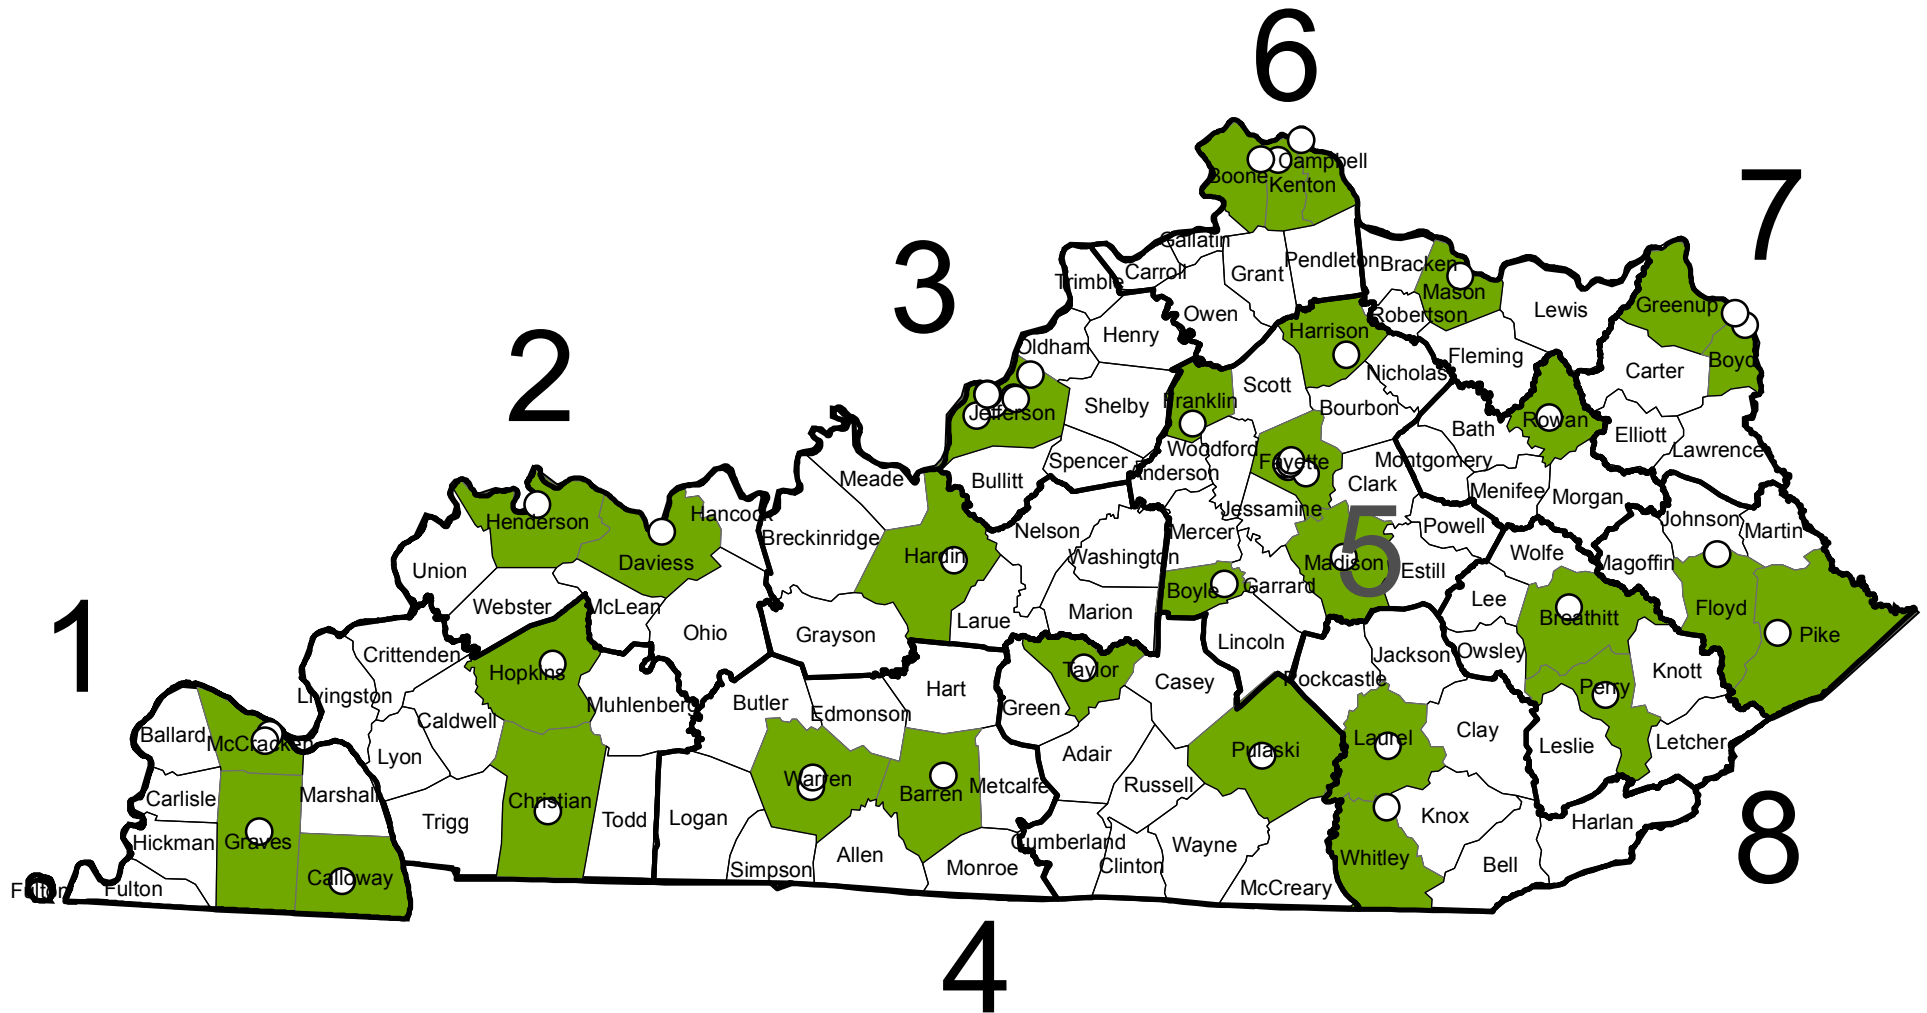 6
7
3
2
1
5
8
4
Campbell
Boone
Kenton
Gallatin
Carroll
Grant
Pendleton
Bracken
Mason
Robertson
Lewis
Greenup
Trimble
Owen
Harrison
Henry
Oldham
Fleming
Boyd
Carter
Nicholas
Scott
Franklin
Shelby
Jefferson
Bourbon
Rowan
Bath
Elliott
Lawrence
Woodford
Fayette
Montgomery
Spencer
Anderson
Bullitt
Meade
Clark
Menifee
Morgan
Hancock
Henderson
Jessamine
Powell
Johnson
Martin
Nelson
Mercer
Breckinridge
Hardin
Washington
Madison
Estill
Wolfe
Magoffin
Daviess
Union
Boyle
Garrard
Lee
Breathitt
Floyd
Pike
Webster
McLean
Ohio
Grayson
Larue
Marion
Lincoln
Jackson
Owsley
Knott
Crittenden
Hopkins
Taylor
Casey
Rockcastle
Perry
Livingston
Muhlenberg
Butler
Edmonson
Hart
Green
Caldwell
Ballard
McCracken
Lyon
Adair
Pulaski
Laurel
Clay
Leslie
Letcher
Warren
Barren
Metcalfe
Russell
Carlisle
Marshall
Christian
Trigg
Todd
Logan
Hickman
Graves
Cumberland
Wayne
Knox
Harlan
Simpson
Allen
Monroe
Clinton
Whitley
Bell
Calloway
McCreary
Fulton
Fulton